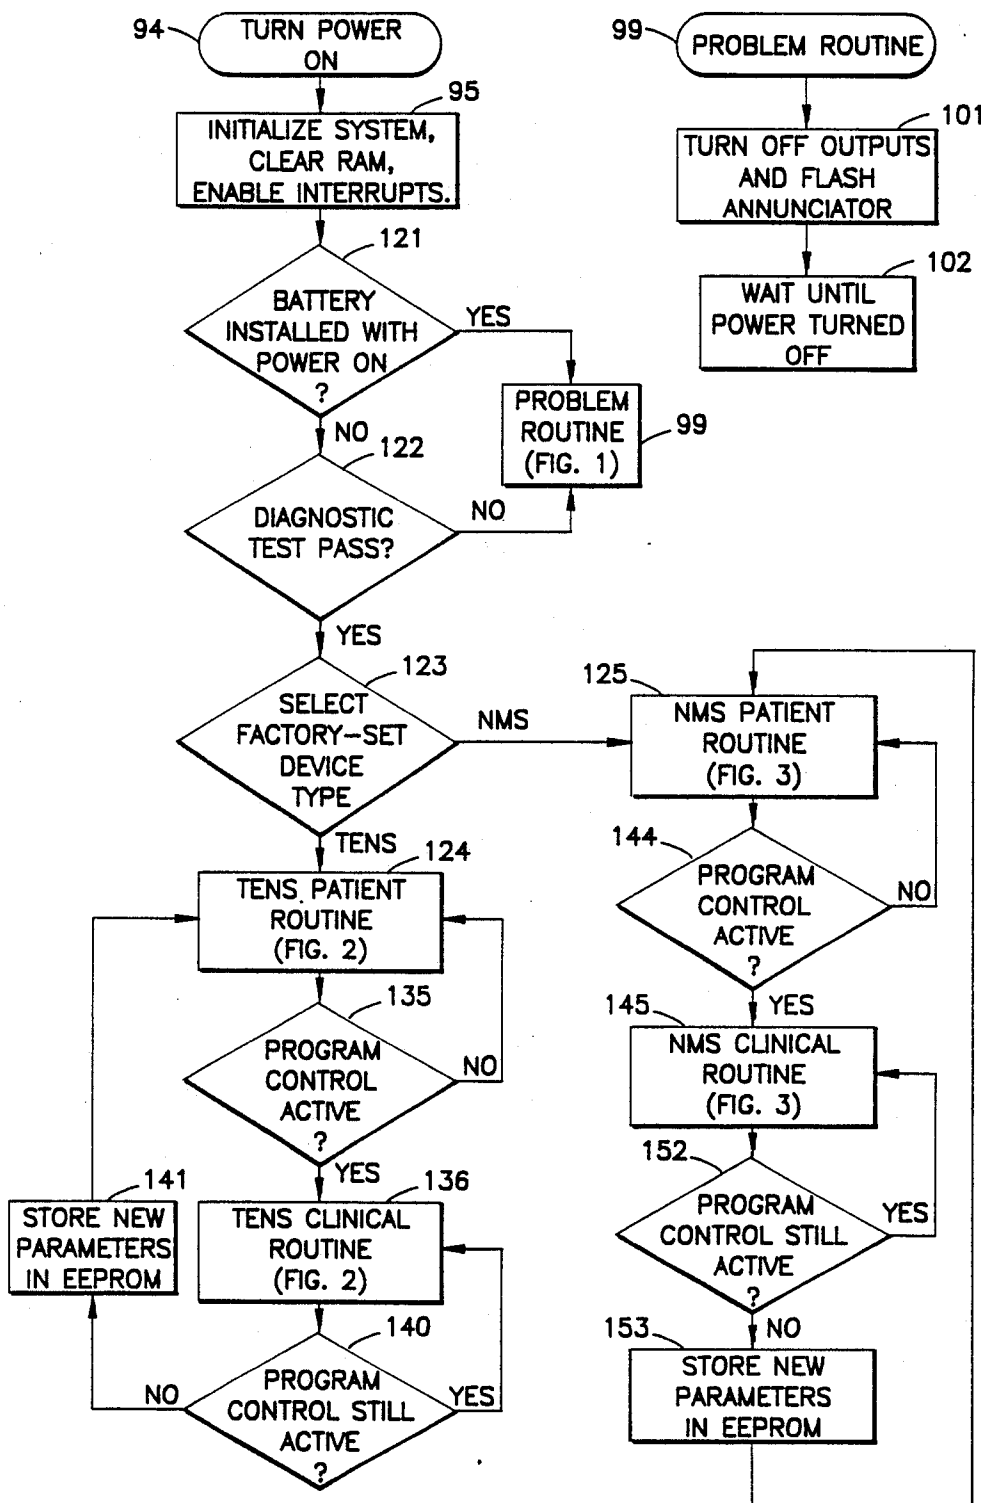 94
TURN POWER
ON
95
INITIALIZE SYSTEM,
CLEAR RAM,
ENABLE INTERRUPTS.
121
BATTERY
INSTALLED WITH
POWER ON
?
YES
NO
PROBLEM
ROUTINE
(FIG. 1)
99
122
DIAGNOSTIC
TEST PASS?
NO
YES
123
SELECT
FACTORY-SET
DEVICE
TYPE
NMS
TENS
124
TENS PATIENT
ROUTINE
(FIG. 2)
135
PROGRAM
CONTROL
ACTIVE
?
NO
YES
136
TENS CLINICAL
ROUTINE
(FIG. 2)
140
PROGRAM
CONTROL STILL
ACTIVE
?
YES
NO
141
STORE NEW
PARAMETERS
IN EEPROM
99
PROBLEM ROUTINE
101
TURN OFF OUTPUTS
AND FLASH
ANNUNCIATOR
102
WAIT UNTIL
POWER TURNED
OFF
125
NMS PATIENT
ROUTINE
(FIG. 3)
144
PROGRAM
CONTROL
ACTIVE
?
NO
YES
145
NMS CLINICAL
ROUTINE
(FIG. 3)
152
PROGRAM
CONTROL STILL
ACTIVE
?
YES
NO
153
STORE NEW
PARAMETERS
IN EEPROM